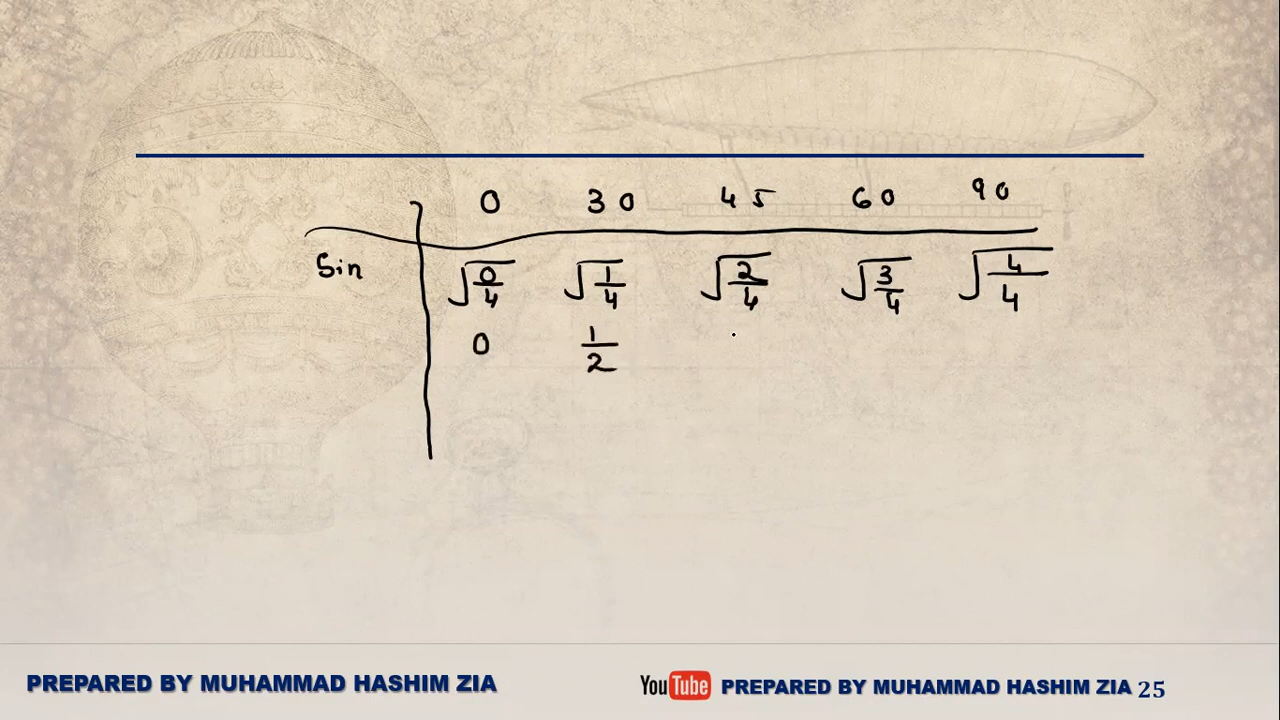 0 30 45 60 90
Sin √0/4 √1/4 √2/4 √3/4 √4/4
0 1/2
PREPARED BY MUHAMMAD HASHIM ZIA
YouTube PREPARED BY MUHAMMAD HASHIM ZIA 25